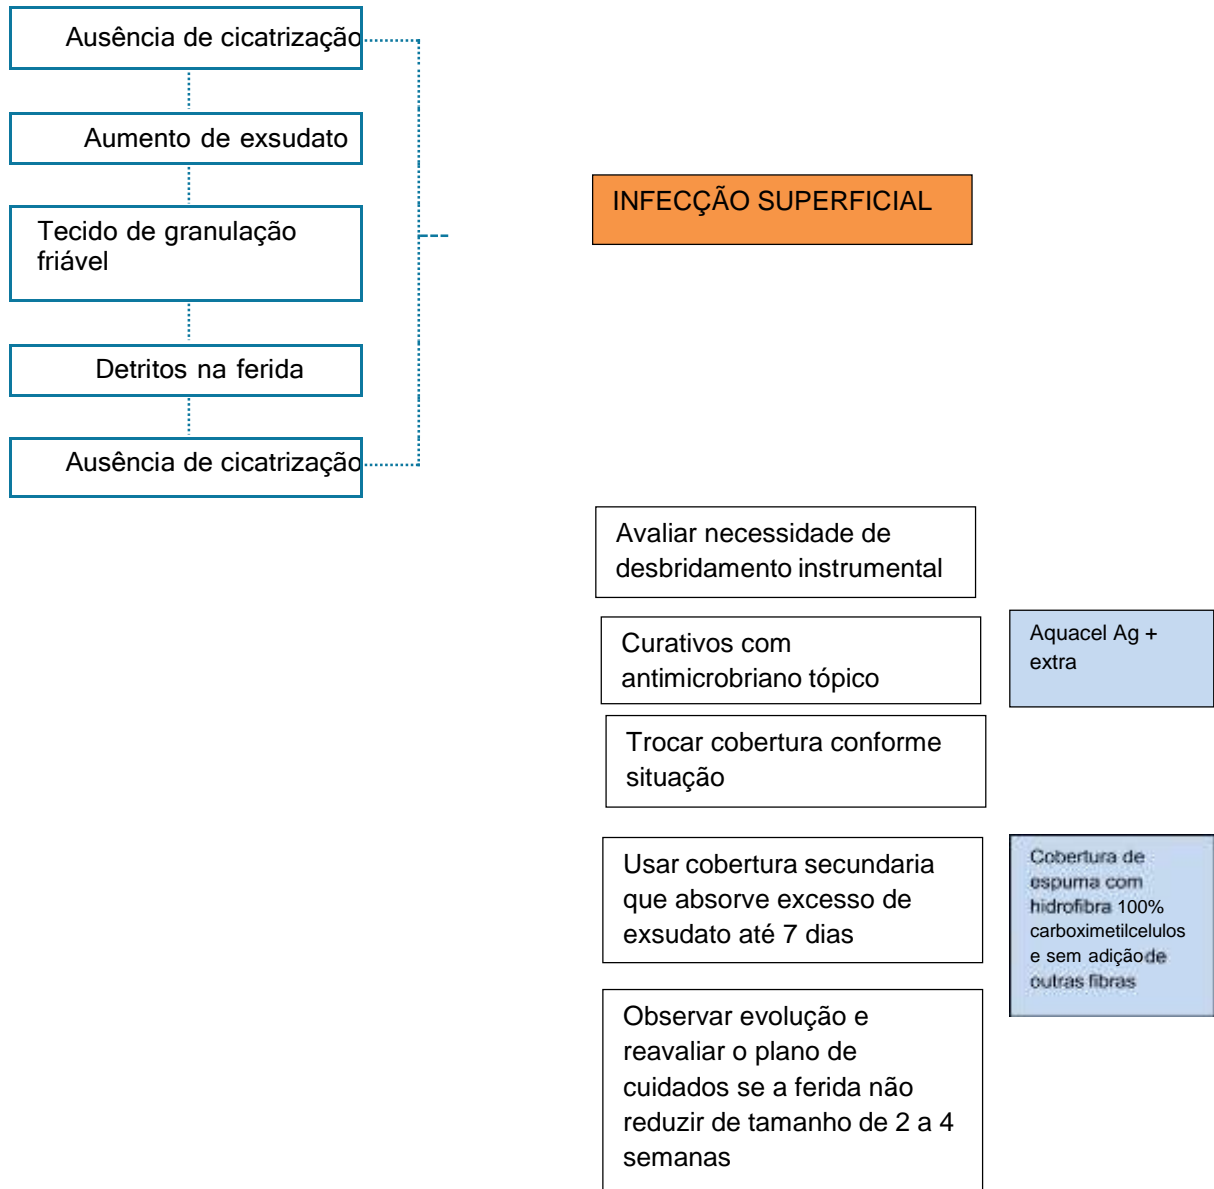 Ausência de cicatrização
Aumento de exsudato
Tecido de granulação
friável
Detritos na ferida
Ausência de cicatrização
INFECÇÃO SUPERFICIAL
Avaliar necessidade de
desbridamento instrumental
Curativos com
antimicrobriano tópico
Aquacel Ag +
extra
Trocar cobertura conforme
situação
Usar cobertura secundaria
que absorve excesso de
exsudato até 7 dias
Cobertura de
espuma com
hidrofibra 100%
carboximetilcelulos
e sem adição de
outras fibras
Observar evolução e
reavaliar o plano de
cuidados se a ferida não
reduzir de tamanho de 2 a 4
semanas